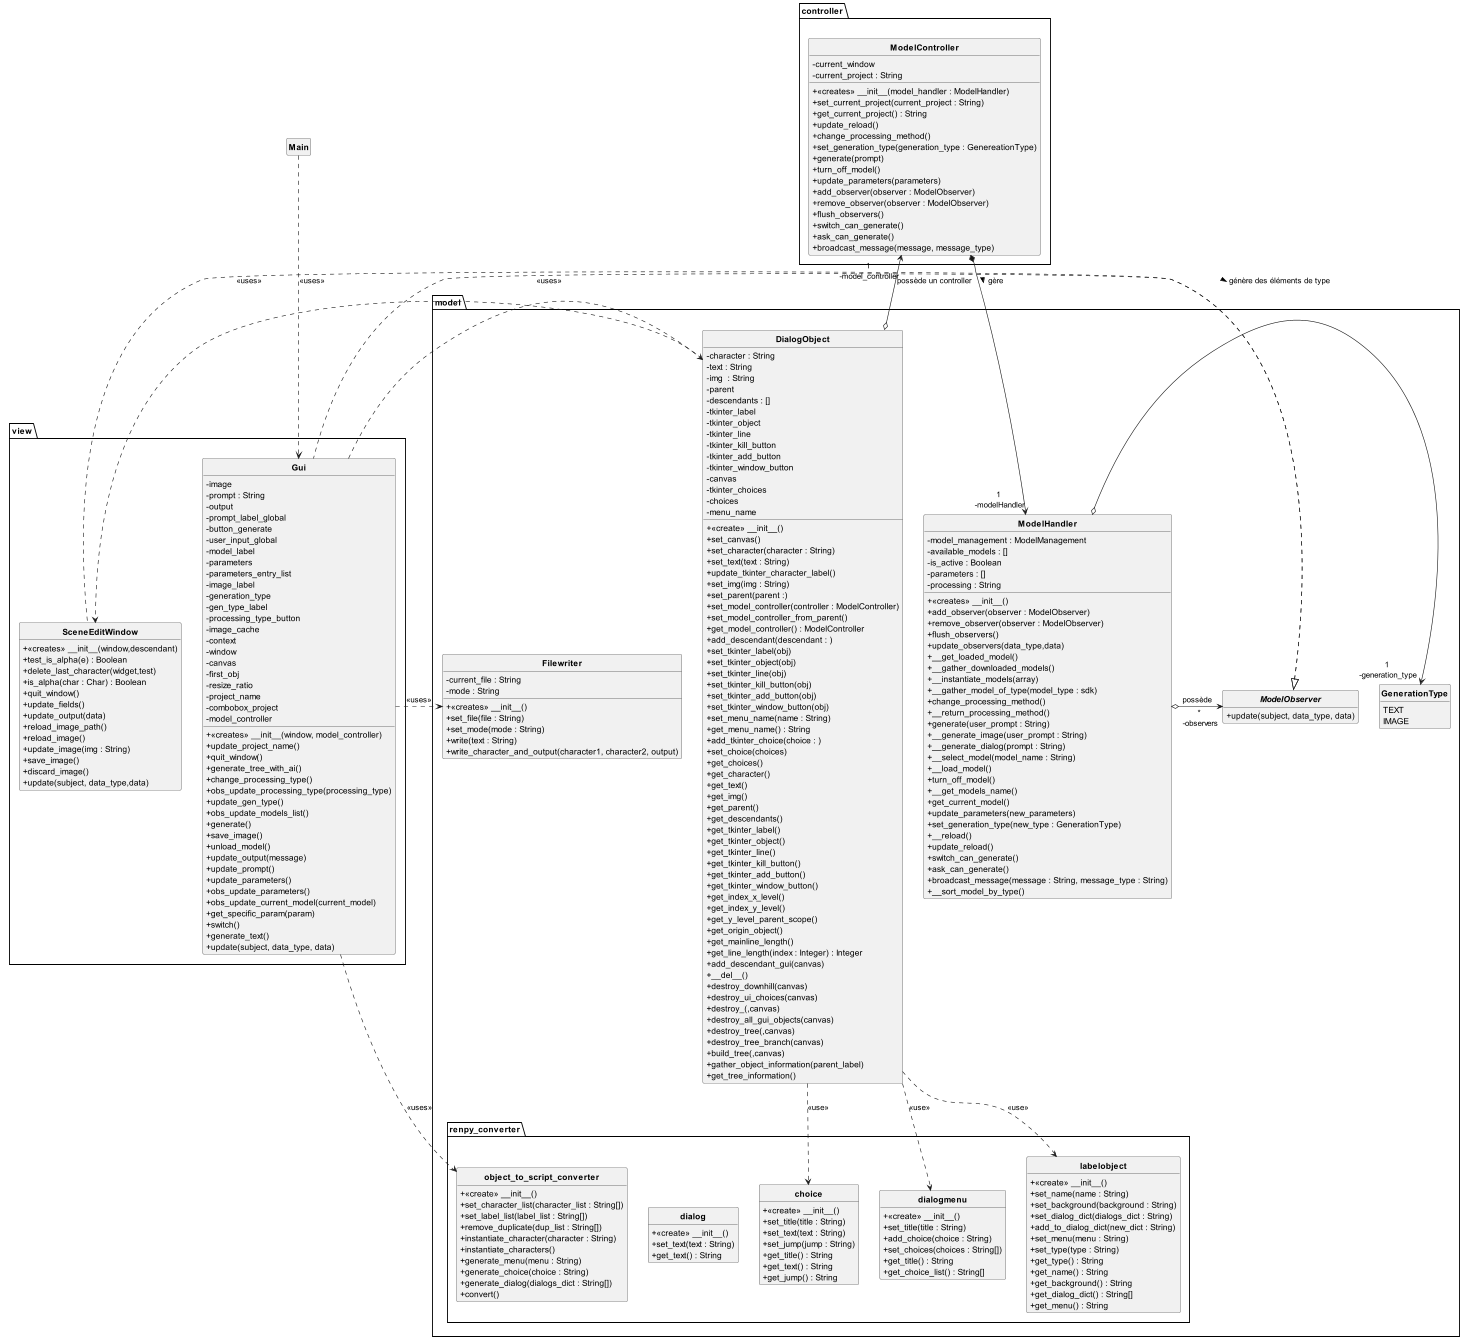 controller
ModelController
-current_window
-current_project : String
+«creates» __init__(model_handler : ModelHandler)
+set_current_project(current_project : String)
+get_current_project() : String
+update_reload()
+change_processing_method()
+set_generation_type(generation_type : GenereationType)
+generate(prompt)
+turn_off_model()
+update_parameters(parameters)
+add_observer(observer : ModelObserver)
+remove_observer(observer : ModelObserver)
+flush_observers()
+switch_can_generate()
+ask_can_generate()
+broadcast_message(message, message_type)
Main
«uses»
«uses»
«uses»
1
-model_controller
possède un controller
gère
génère des éléments de type
view
Gui
-image
-prompt : String
-output
-prompt_label_global
-button_generate
-user_input_global
-model_label
-parameters
-parameters_entry_list
-image_label
-generation_type
-gen_type_label
-processing_type_button
-image_cache
-context
-window
-canvas
-first_obj
-resize_ratio
-project_name
-combobox_project
-model_controller
+«creates» __init__(window, model_controller)
+update_project_name()
+quit_window()
+generate_tree_with_ai()
+change_processing_type()
+obs_update_processing_type(processing_type)
+update_gen_type()
+obs_update_models_list()
+generate()
+save_image()
+unload_model()
+update_output(message)
+update_prompt()
+update_parameters()
+obs_update_parameters()
+obs_update_current_model(current_model)
+get_specific_param(param)
+switch()
+generate_text()
+update(subject, data_type, data)
SceneEditWindow
+«creates» __init__(window,descendant)
+test_is_alpha(e) : Boolean
+delete_last_character(widget,test)
+is_alpha(char : Char) : Boolean
+quit_window()
+update_fields()
+update_output(data)
+reload_image_path()
+reload_image()
+update_image(img : String)
+save_image()
+discard_image()
+update(subject, data_type,data)
«uses»
«uses»
model
Filewriter
-current_file : String
-mode : String
+«creates» __init__()
+set_file(file : String)
+set_mode(mode : String)
+write(text : String)
+write_character_and_output(character1, character2, output)
DialogObject
-character : String
-text : String
-img  : String
-parent
-descendants : []
-tkinter_label
-tkinter_object
-tkinter_line
-tkinter_kill_button
-tkinter_add_button
-tkinter_window_button
-canvas
-tkinter_choices
-choices
-menu_name
+«create» __init__()
+set_canvas()
+set_character(character : String)
+set_text(text : String)
+update_tkinter_character_label()
+set_img(img : String)
+set_parent(parent :)
+set_model_controller(controller : ModelController)
+set_model_controller_from_parent()
+get_model_controller() : ModelController
+add_descendant(descendant : )
+set_tkinter_label(obj)
+set_tkinter_object(obj)
+set_tkinter_line(obj)
+set_tkinter_kill_button(obj)
+set_tkinter_add_button(obj)
+set_tkinter_window_button(obj)
+set_menu_name(name : String)
+get_menu_name() : String
+add_tkinter_choice(choice : )
+set_choice(choices)
+get_choices()
+get_character()
+get_text()
+get_img()
+get_parent()
+get_descendants()
+get_tkinter_label()
+get_tkinter_object()
+get_tkinter_line()
+get_tkinter_kill_button()
+get_tkinter_add_button()
+get_tkinter_window_button()
+get_index_x_level()
+get_index_y_level()
+get_y_level_parent_scope()
+get_origin_object()
+get_mainline_length()
+get_line_length(index : Integer) : Integer
+add_descendant_gui(canvas)
+__del__()
+destroy_downhill(canvas)
+destroy_ui_choices(canvas)
+destroy_(,canvas)
+destroy_all_gui_objects(canvas)
+destroy_tree(,canvas)
+destroy_tree_branch(canvas)
+build_tree(,canvas)
+gather_object_information(parent_label)
+get_tree_information()
1
-modelHandler
ModelHandler
-model_management : ModelManagement
-available_models : []
-is_active : Boolean
-parameters : []
-processing : String
+«creates» __init__()
+add_observer(observer : ModelObserver)
+remove_observer(observer : ModelObserver)
+flush_observers()
+update_observers(data_type,data)
+__get_loaded_model()
+__gather_downloaded_models()
+__instantiate_models(array)
+__gather_model_of_type(model_type : sdk)
+change_processing_method()
+__return_processing_method()
+generate(user_prompt : String)
+__generate_image(user_prompt : String)
+__generate_dialog(prompt : String)
+__select_model(model_name : String)
+__load_model()
+turn_off_model()
+__get_models_name()
+get_current_model()
+update_parameters(new_parameters)
+set_generation_type(new_type : GenerationType)
+__reload()
+update_reload()
+switch_can_generate()
+ask_can_generate()
+broadcast_message(message : String, message_type : String)
+__sort_model_by_type()
possède
*
-observers
ModelObserver
+update(subject, data_type, data)
1
-generation_type
GenerationType
TEXT
IMAGE
«use»
«use»
«use»
renpy_converter
object_to_script_converter
+«create» __init__()
+set_character_list(character_list : String[])
+set_label_list(label_list : String[])
+remove_duplicate(dup_list : String[])
+instantiate_character(character : String)
+instantiate_characters()
+generate_menu(menu : String)
+generate_choice(choice : String)
+generate_dialog(dialogs_dict : String[])
+convert()
dialog
+«create» __init__()
+set_text(text : String)
+get_text() : String
choice
+«create» __init__()
+set_title(title : String)
+set_text(text : String)
+set_jump(jump : String)
+get_title() : String
+get_text() : String
+get_jump() : String
dialogmenu
+«create» __init__()
+set_title(title : String)
+add_choice(choice : String)
+set_choices(choices : String[])
+get_title() : String
+get_choice_list() : String[]
labelobject
+«create» __init__()
+set_name(name : String)
+set_background(background : String)
+set_dialog_dict(dialogs_dict : String)
+add_to_dialog_dict(new_dict : String)
+set_menu(menu : String)
+set_type(type : String)
+get_type() : String
+get_name() : String
+get_background() : String
+get_dialog_dict() : String[]
+get_menu() : String